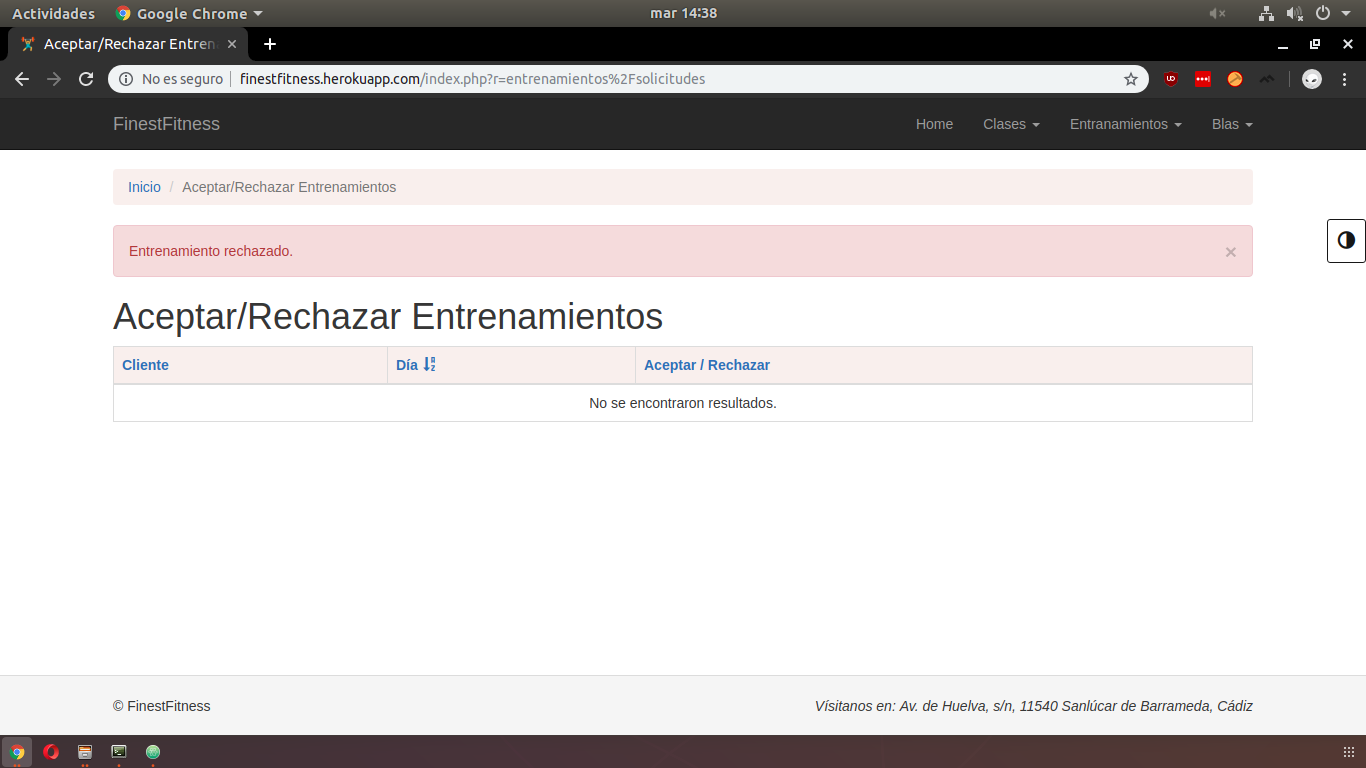 Actividades Google Chrome mar 14:38
Aceptar/Rechazar Entren
No es seguro finestfitness.herokuapp.com/index.php?r=entrenamientos%2Fsolicitudes
FinestFitness Home Clases Entranamientos Blas
Inicio / Aceptar/Rechazar Entrenamientos
Entrenamiento rechazado. ×
Aceptar/Rechazar Entrenamientos
Cliente Día Aceptar / Rechazar
No se encontraron resultados.
© FinestFitness Vísitanos en: Av. de Huelva, s/n, 11540 Sanlúcar de Barrameda, Cádiz